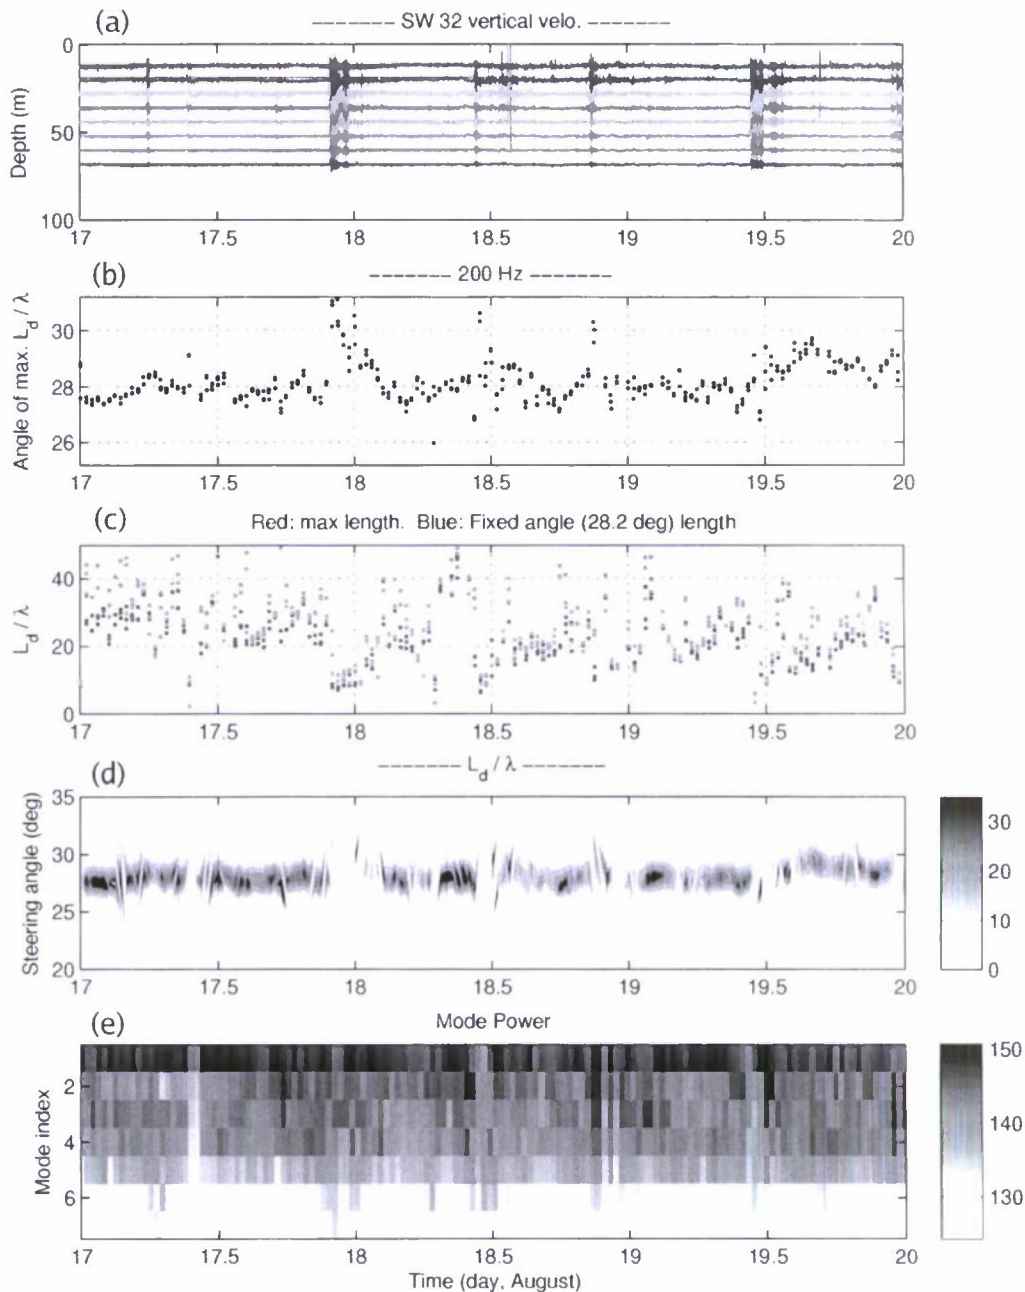 (a)
------- SW 32 vertical velo. -------
0
50
100
Depth (m)
17 17.5 18 18.5 19 19.5 20
(b)
------- 200 Hz -------
30
28
26
Angle of max. L_d / λ
17 17.5 18 18.5 19 19.5 20
(c)
Red: max length. Blue: Fixed angle (28.2 deg) length
40
20
0
L_d / λ
17 17.5 18 18.5 19 19.5 20
(d)
------- L_d / λ -------
35
30
25
20
Steering angle (deg)
17 17.5 18 18.5 19 19.5 20
30
20
10
0
(e)
Mode Power
2
4
6
Mode index
17 17.5 18 18.5 19 19.5 20
Time (day, August)
150
140
130